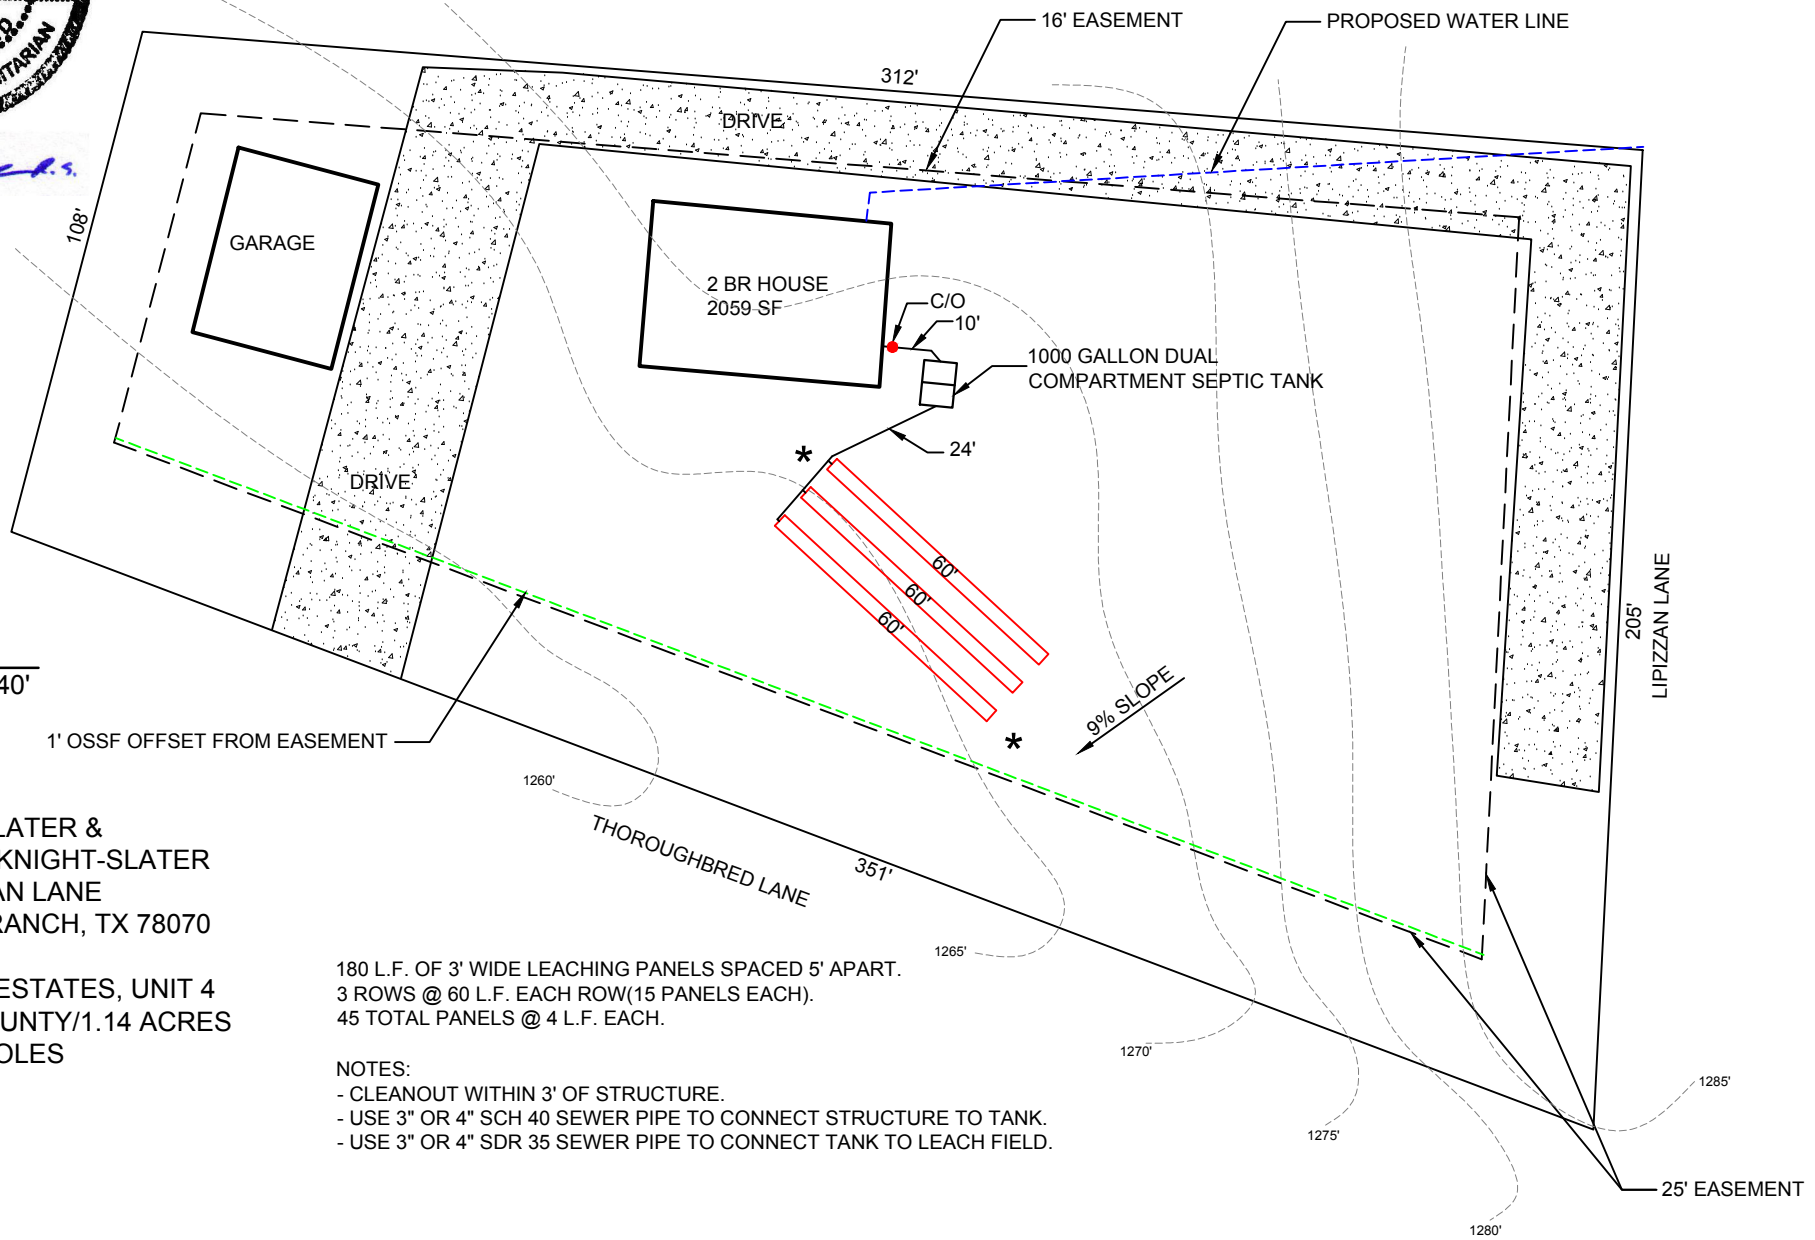 ITARIAN
R.S.
16' EASEMENT
PROPOSED WATER LINE
312'
DRIVE
108'
GARAGE
2 BR HOUSE
2059 SF
C/O
10'
1000 GALLON DUAL
COMPARTMENT SEPTIC TANK
24'
*
DRIVE
60'
60'
60'
205'
LIPIZZAN LANE
9% SLOPE
*
40'
1' OSSF OFFSET FROM EASEMENT
1260'
THOROUGHBRED LANE
351'
LATER &
KNIGHT-SLATER
AN LANE
RANCH, TX 78070
ESTATES, UNIT 4
UNTY/1.14 ACRES
OLES
1265'
1270'
1275'
1280'
1285'
25' EASEMENT
180 L.F. OF 3' WIDE LEACHING PANELS SPACED 5' APART.
3 ROWS @ 60 L.F. EACH ROW(15 PANELS EACH).
45 TOTAL PANELS @ 4 L.F. EACH.
NOTES:
- CLEANOUT WITHIN 3' OF STRUCTURE.
- USE 3" OR 4" SCH 40 SEWER PIPE TO CONNECT STRUCTURE TO TANK.
- USE 3" OR 4" SDR 35 SEWER PIPE TO CONNECT TANK TO LEACH FIELD.